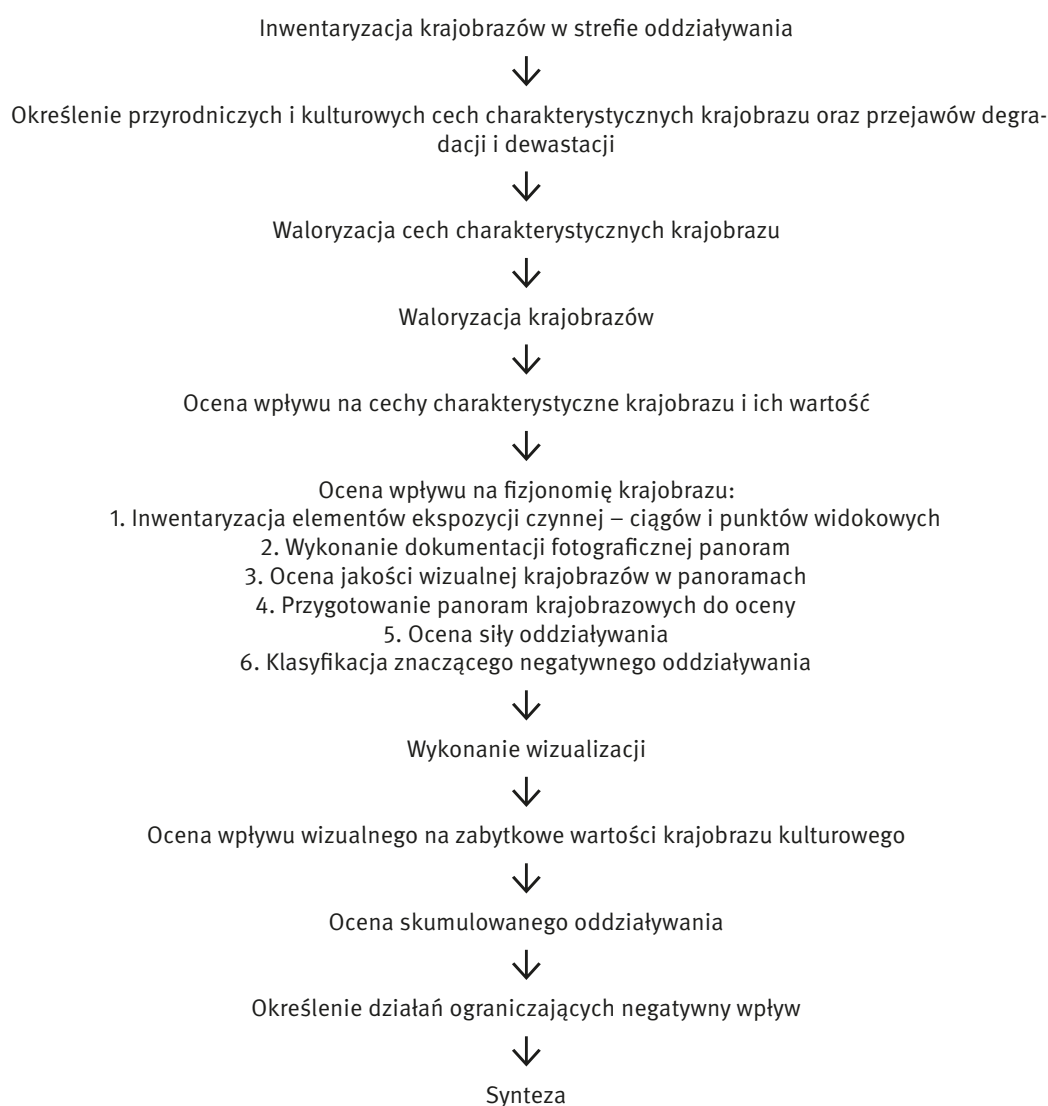 Inwentaryzacja krajobrazów w strefie oddziaływania
Określenie przyrodniczych i kulturowych cech charakterystycznych krajobrazu oraz przejawów degra-
dacji i dewastacji
Waloryzacja cech charakterystycznych krajobrazu
Waloryzacja krajobrazów
Ocena wpływu na cechy charakterystyczne krajobrazu i ich wartość
Ocena wpływu na fizjonomię krajobrazu:
1. Inwentaryzacja elementów ekspozycji czynnej – ciągów i punktów widokowych
2. Wykonanie dokumentacji fotograficznej panoram
3. Ocena jakości wizualnej krajobrazów w panoramach
4. Przygotowanie panoram krajobrazowych do oceny
5. Ocena siły oddziaływania
6. Klasyfikacja znaczącego negatywnego oddziaływania
Wykonanie wizualizacji
Ocena wpływu wizualnego na zabytkowe wartości krajobrazu kulturowego
Ocena skumulowanego oddziaływania
Określenie działań ograniczających negatywny wpływ
Synteza